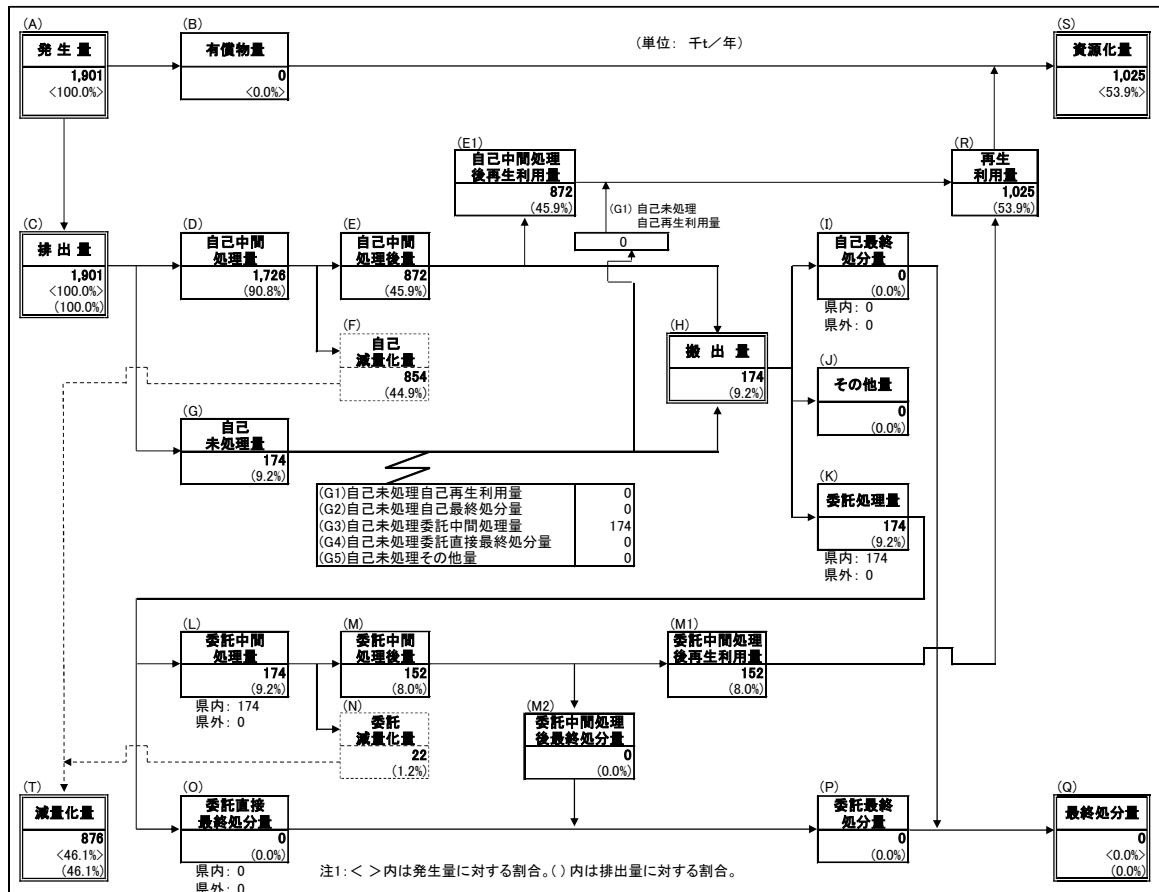 (A)
発 生 量
1,901
<100.0%>
(B)
有償物量
0
<0.0%>
(単位: 千t/年)
(S)
資源化量
1,025
<53.9%>
(E1)
自己中間処理
後再生利用量
872
(45.9%)
(G1) 自己未処理
自己再生利用量
0
(R)
再生
利用量
1,025
(53.9%)
(C)
排 出 量
1,901
<100.0%>
(100.0%)
(D)
自己中間
処理量
1,726
(90.8%)
(E)
自己中間
処理後量
872
(45.9%)
(F)
自己
減量化量
854
(44.9%)
(G)
自己
未処理量
174
(9.2%)
(H)
搬 出 量
174
(9.2%)
(I)
自己最終
処分量
0
(0.0%)
県内: 0
県外: 0
(J)
その他量
0
(0.0%)
(K)
委託処理量
174
(9.2%)
県内: 174
県外: 0
(G1)自己未処理自己再生利用量 0
(G2)自己未処理自己最終処分量 0
(G3)自己未処理委託中間処理量 174
(G4)自己未処理委託直接最終処分量 0
(G5)自己未処理その他量 0
(L)
委託中間
処理量
174
(9.2%)
県内: 174
県外: 0
(M)
委託中間
処理後量
152
(8.0%)
(N)
委託
減量化量
22
(1.2%)
(M1)
委託中間処理
後再生利用量
152
(8.0%)
(M2)
委託中間処理
後最終処分量
0
(0.0%)
(T)
減量化量
876
<46.1%>
(46.1%)
(O)
委託直接
最終処分量
0
(0.0%)
県内: 0
県外: 0
(P)
委託最終
処分量
0
(0.0%)
(Q)
最終処分量
0
<0.0%>
(0.0%)
注1:< >内は発生量に対する割合。( )内は排出量に対する割合。